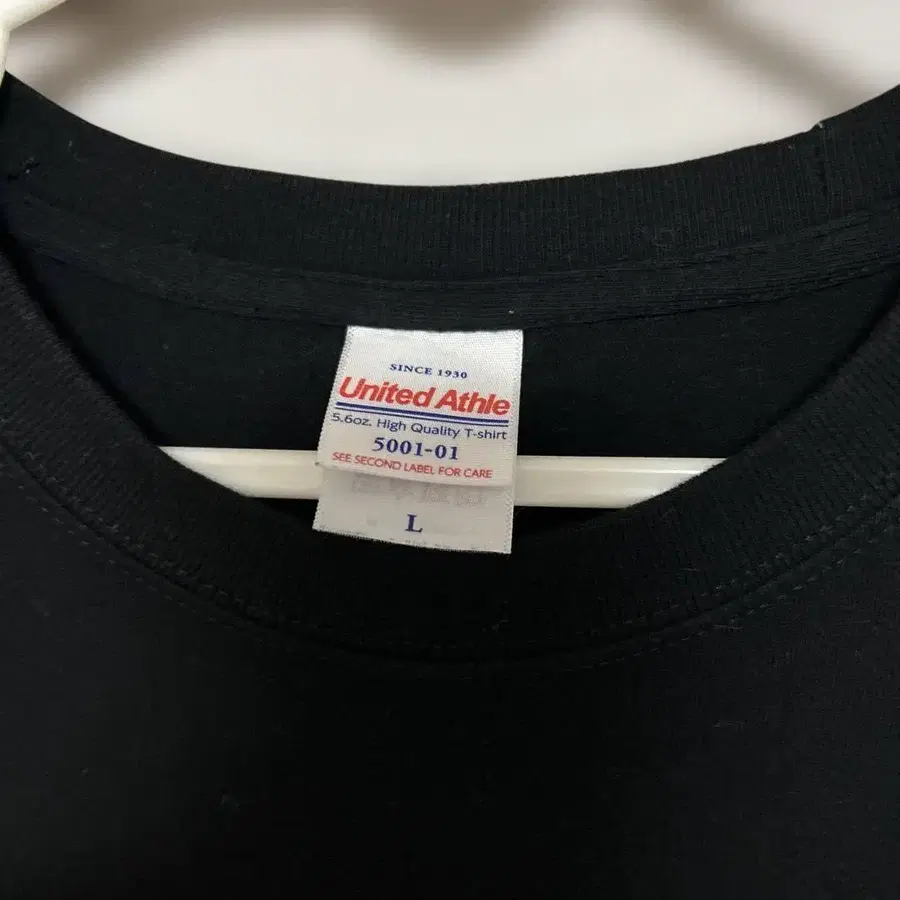 SINCE 1930
United Athle
5.6oz. High Quality T-shirt
5001-01
SEE SECOND LABEL FOR CARE
L